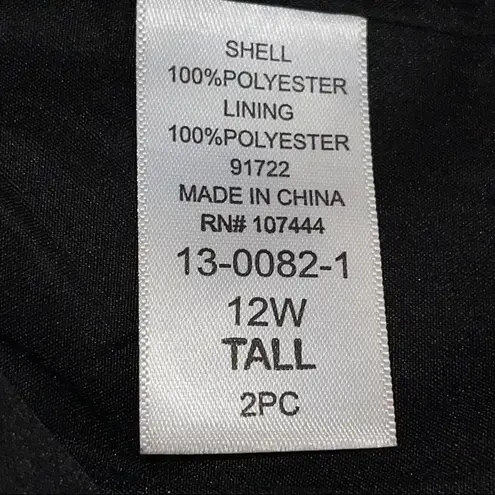 SHELL
100%POLYESTER
LINING
100%POLYESTER
91722
MADE IN CHINA
RN# 107444
13-0082-1
12W
TALL
2PC